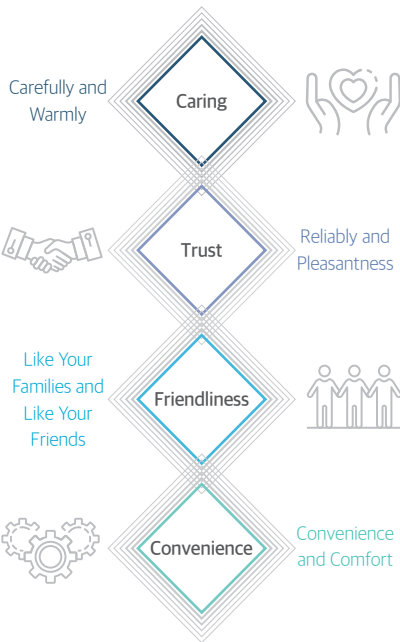 Carefully and
Warmly
Caring
Trust
Reliably and
Pleasantness
Like Your
Families and
Like Your
Friends
Friendliness
Convenience
Convenience
and Comfort